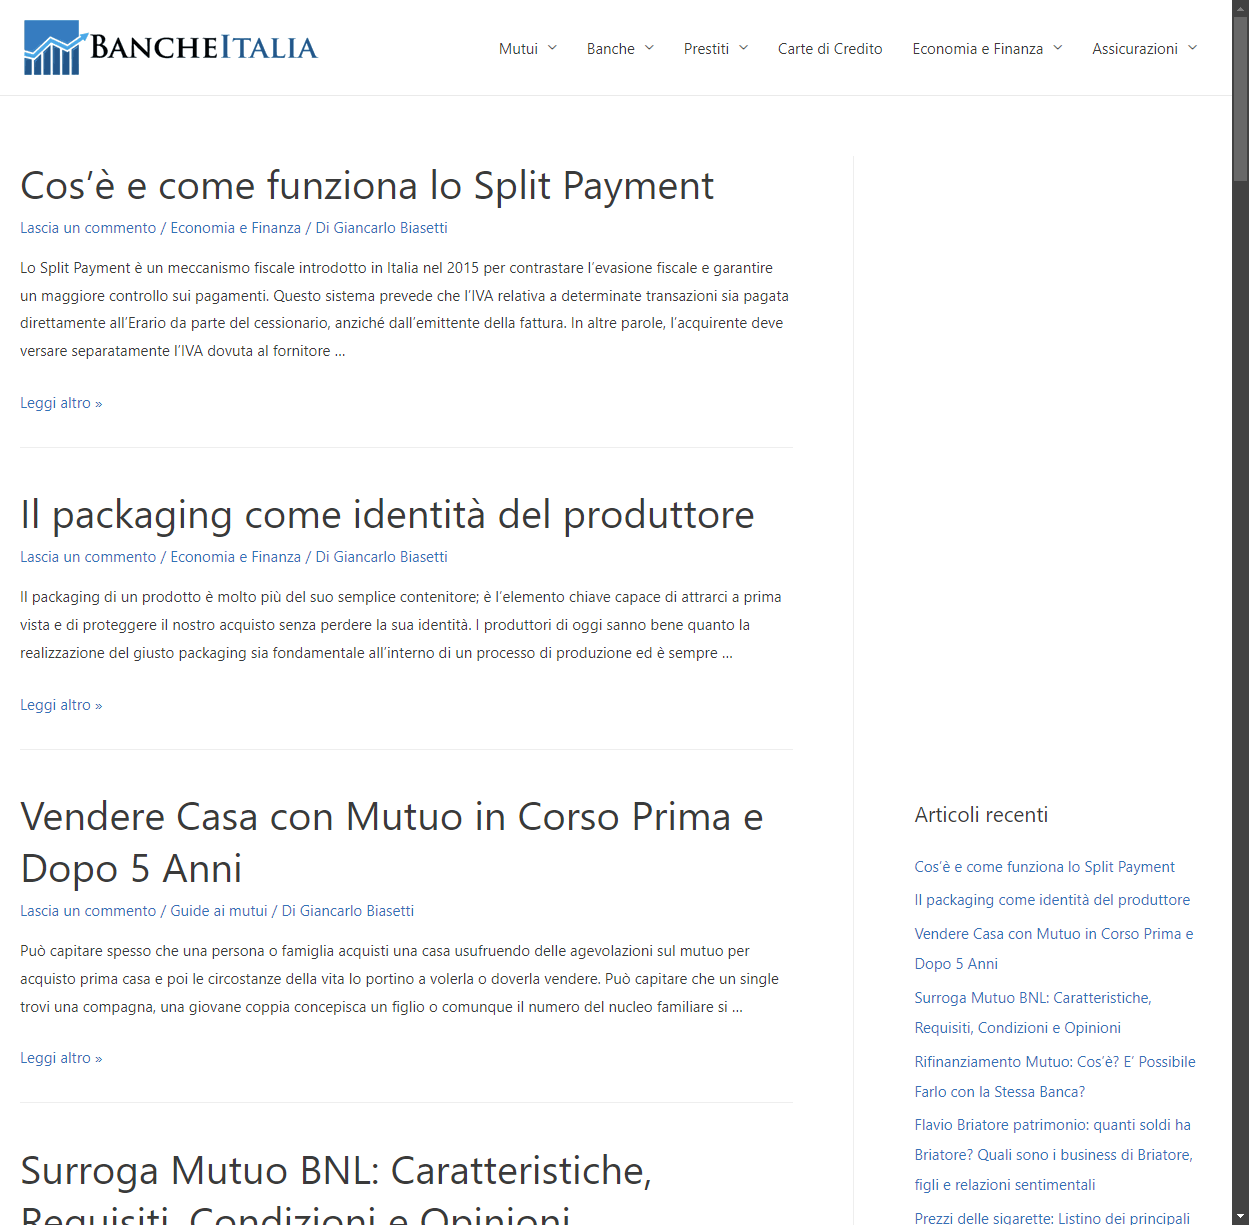 BANCHEITALIA
Mutui
Banche
Prestiti
Carte di Credito
Economia e Finanza
Assicurazioni
Cos’è e come funziona lo Split Payment
Lascia un commento / Economia e Finanza / Di Giancarlo Biasetti
Lo Split Payment è un meccanismo fiscale introdotto in Italia nel 2015 per contrastare l’evasione fiscale e garantire
un maggiore controllo sui pagamenti. Questo sistema prevede che l’IVA relativa a determinate transazioni sia pagata
direttamente all’Erario da parte del cessionario, anziché dall’emittente della fattura. In altre parole, l’acquirente deve
versare separatamente l’IVA dovuta al fornitore …
Leggi altro »
Il packaging come identità del produttore
Lascia un commento / Economia e Finanza / Di Giancarlo Biasetti
Il packaging di un prodotto è molto più del suo semplice contenitore; è l’elemento chiave capace di attrarci a prima
vista e di proteggere il nostro acquisto senza perdere la sua identità. I produttori di oggi sanno bene quanto la
realizzazione del giusto packaging sia fondamentale all’interno di un processo di produzione ed è sempre …
Leggi altro »
Vendere Casa con Mutuo in Corso Prima e
Dopo 5 Anni
Lascia un commento / Guide ai mutui / Di Giancarlo Biasetti
Può capitare spesso che una persona o famiglia acquisti una casa usufruendo delle agevolazioni sul mutuo per
acquisto prima casa e poi le circostanze della vita lo portino a volerla o doverla vendere. Può capitare che un single
trovi una compagna, una giovane coppia concepisca un figlio o comunque il numero del nucleo familiare si …
Leggi altro »
Surroga Mutuo BNL: Caratteristiche,
Requisiti, Condizioni e Opinioni
Articoli recenti
Cos’è e come funziona lo Split Payment
Il packaging come identità del produttore
Vendere Casa con Mutuo in Corso Prima e
Dopo 5 Anni
Surroga Mutuo BNL: Caratteristiche,
Requisiti, Condizioni e Opinioni
Rifinanziamento Mutuo: Cos’è? E’ Possibile
Farlo con la Stessa Banca?
Flavio Briatore patrimonio: quanti soldi ha
Briatore? Quali sono i business di Briatore,
figli e relazioni sentimentali
Prezzi delle sigarette: Listino dei principali